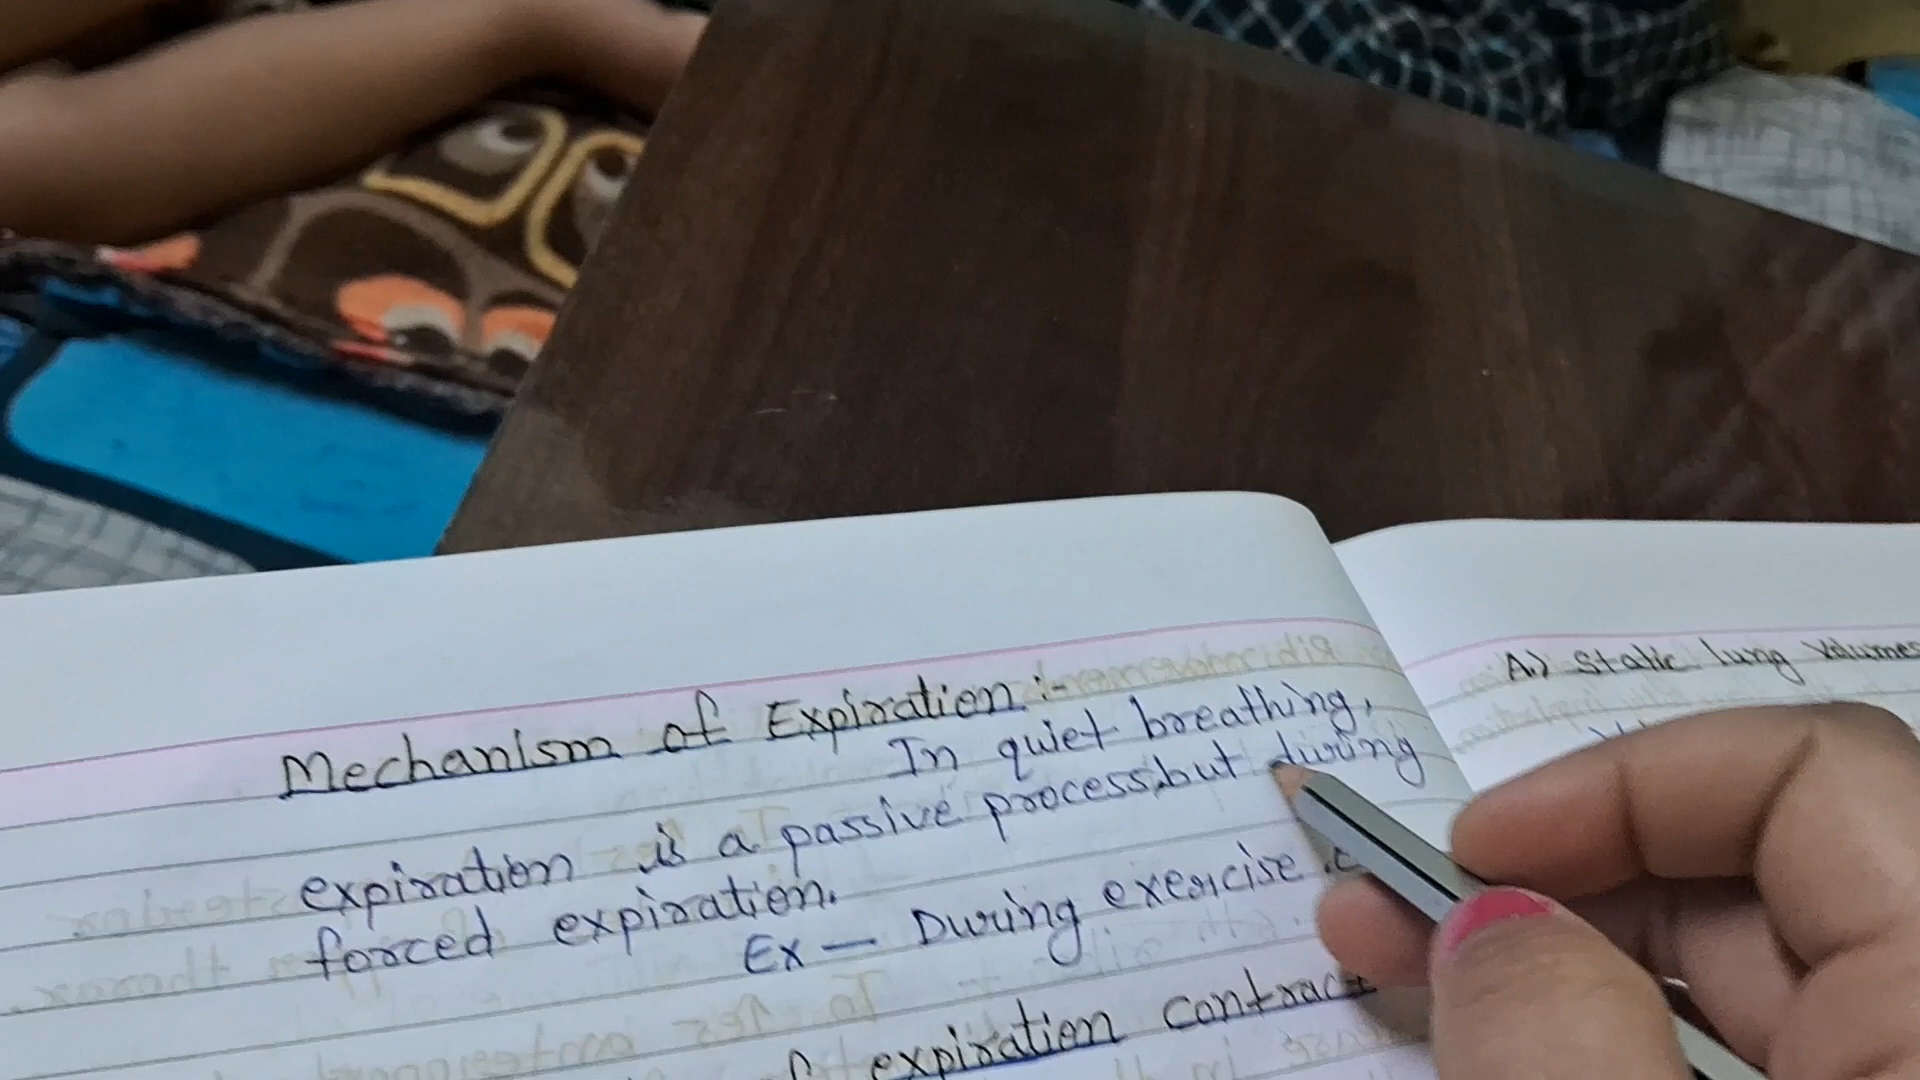 Mechanism of Expiration :-
In quiet breathing,
expiration is a passive process, but during
forced expiration.
Ex — During exercise
expiration contract
A.) Static lung volumes